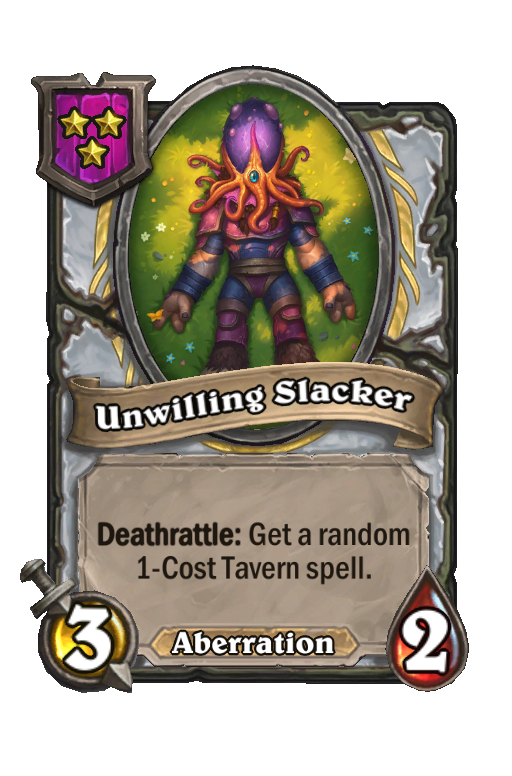 Unwilling Slacker
Deathrattle: Get a random
1-Cost Tavern spell.
3
Aberration
2